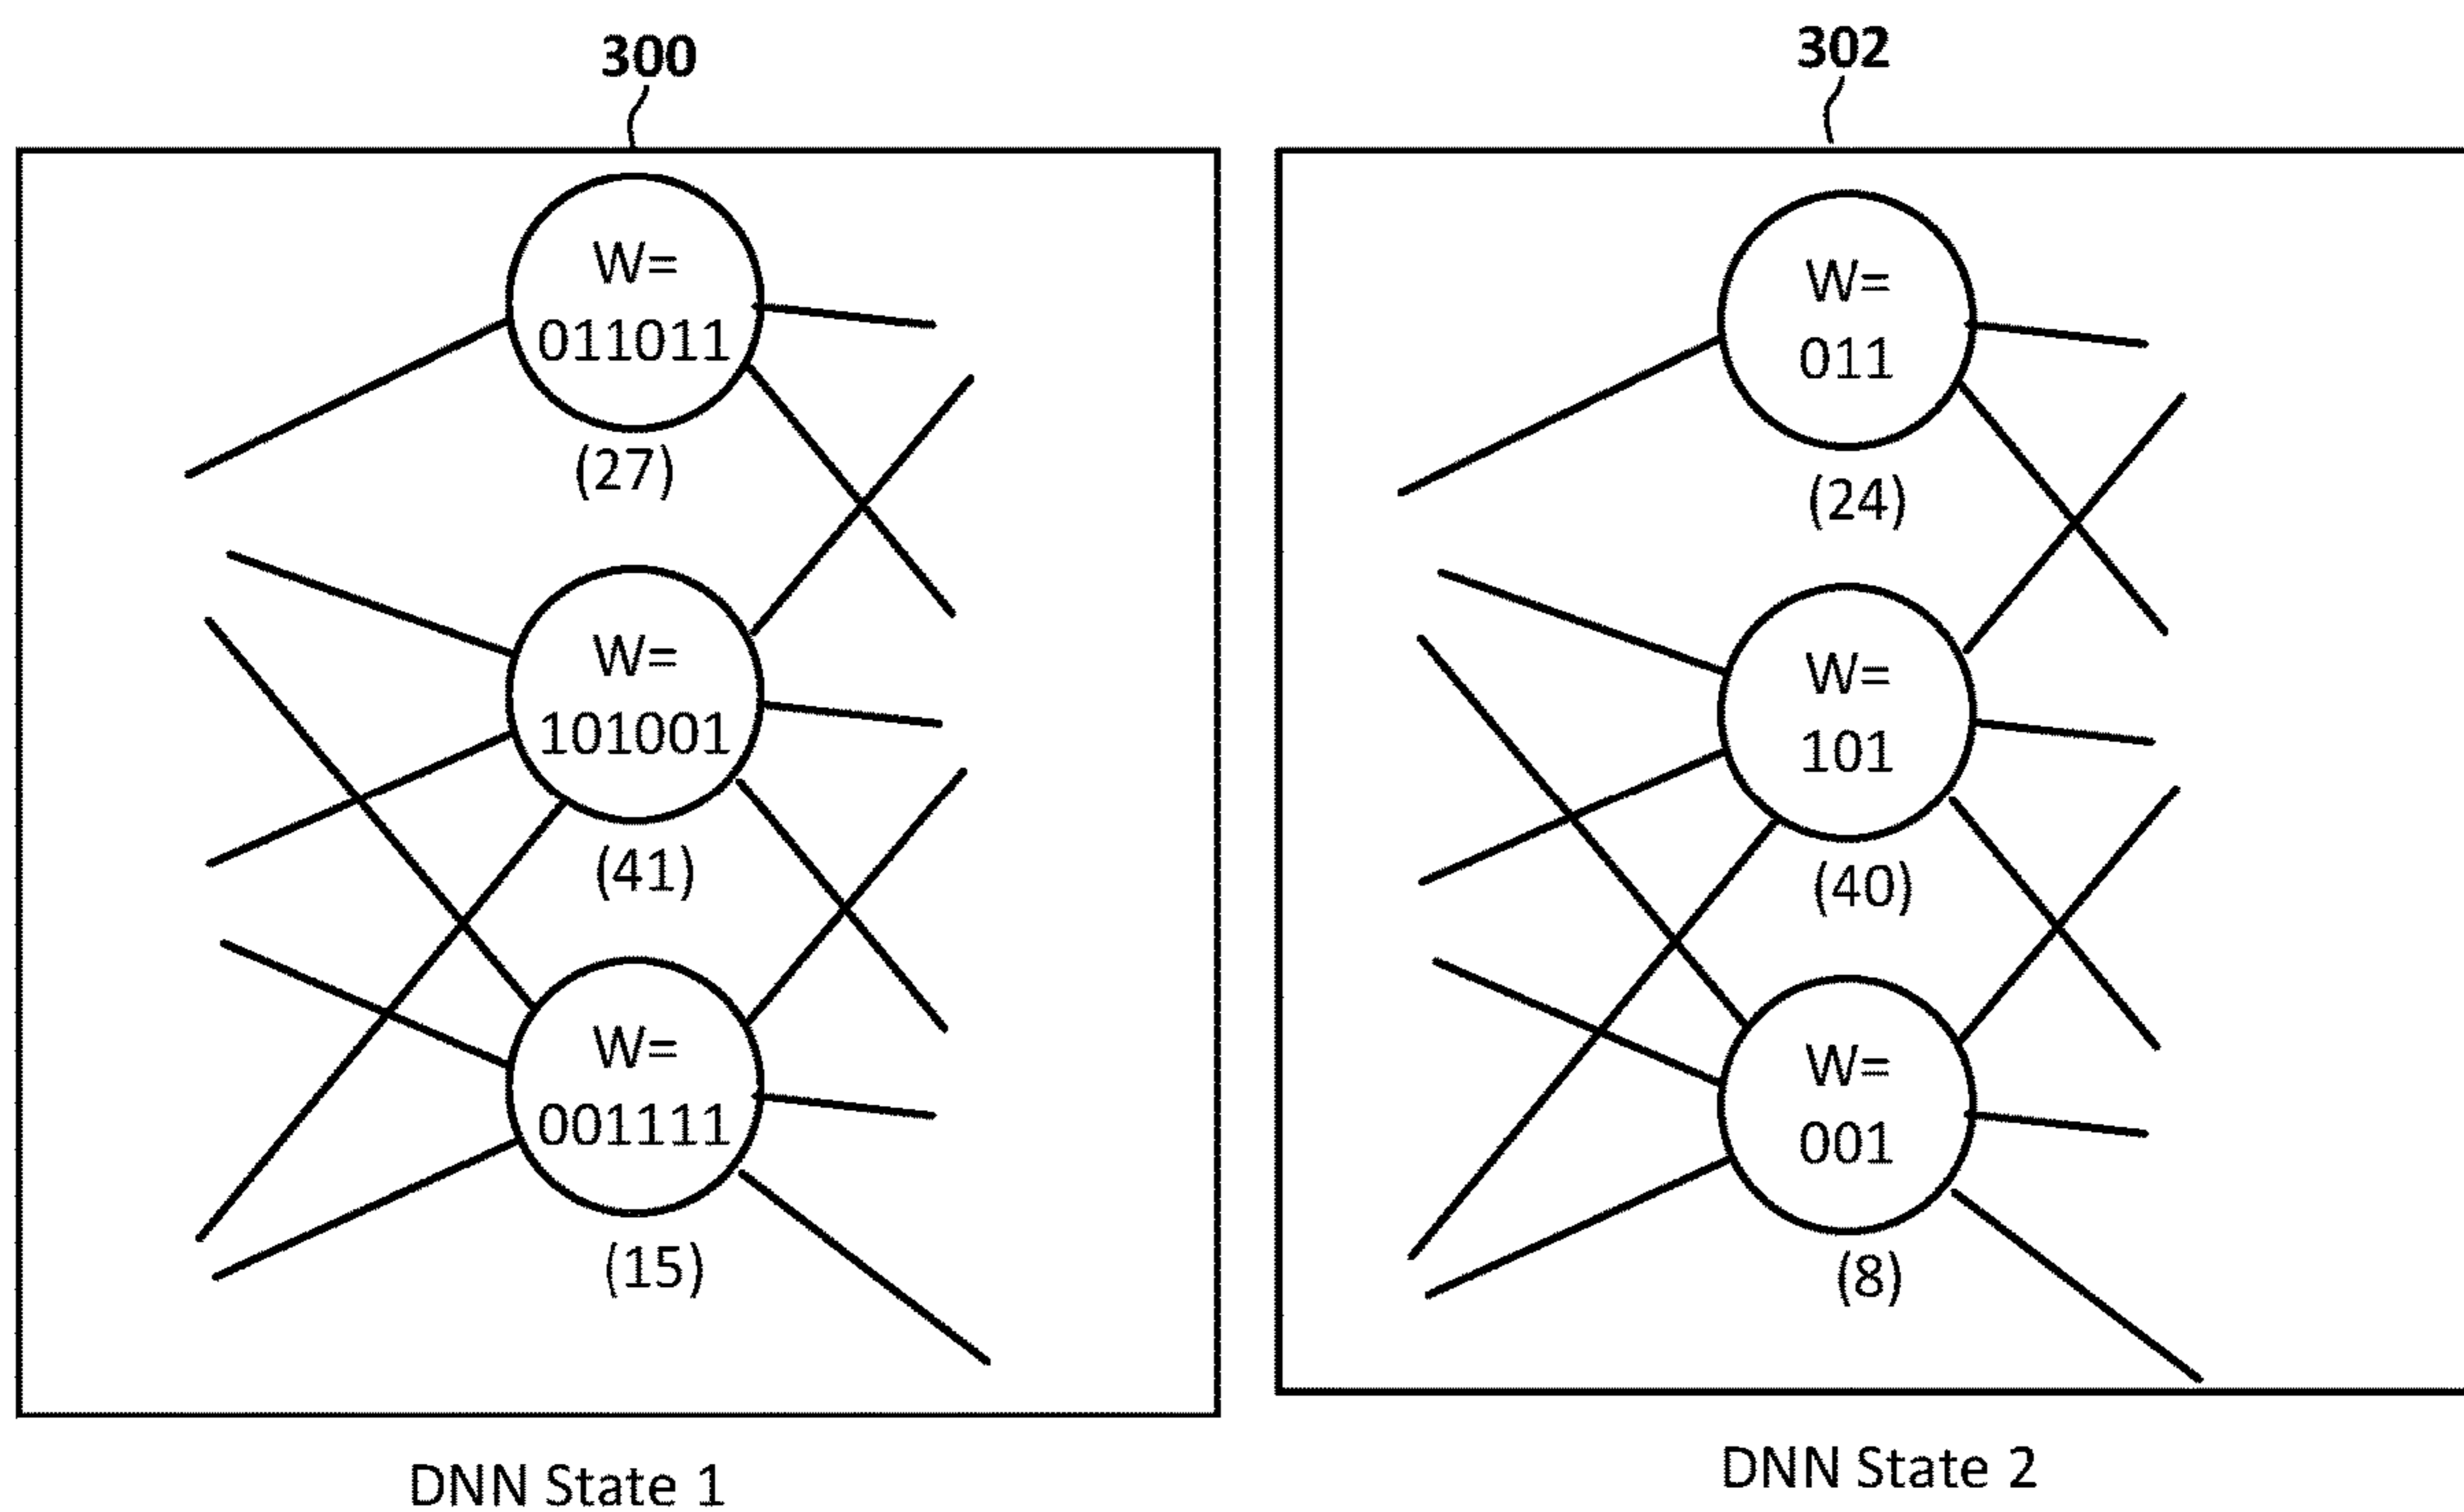 300
W=
011011
(27)
W=
101001
(41)
W=
001111
(15)
DNN State 1
302
W=
011
(24)
W=
101
(40)
W=
001
(8)
DNN State 2